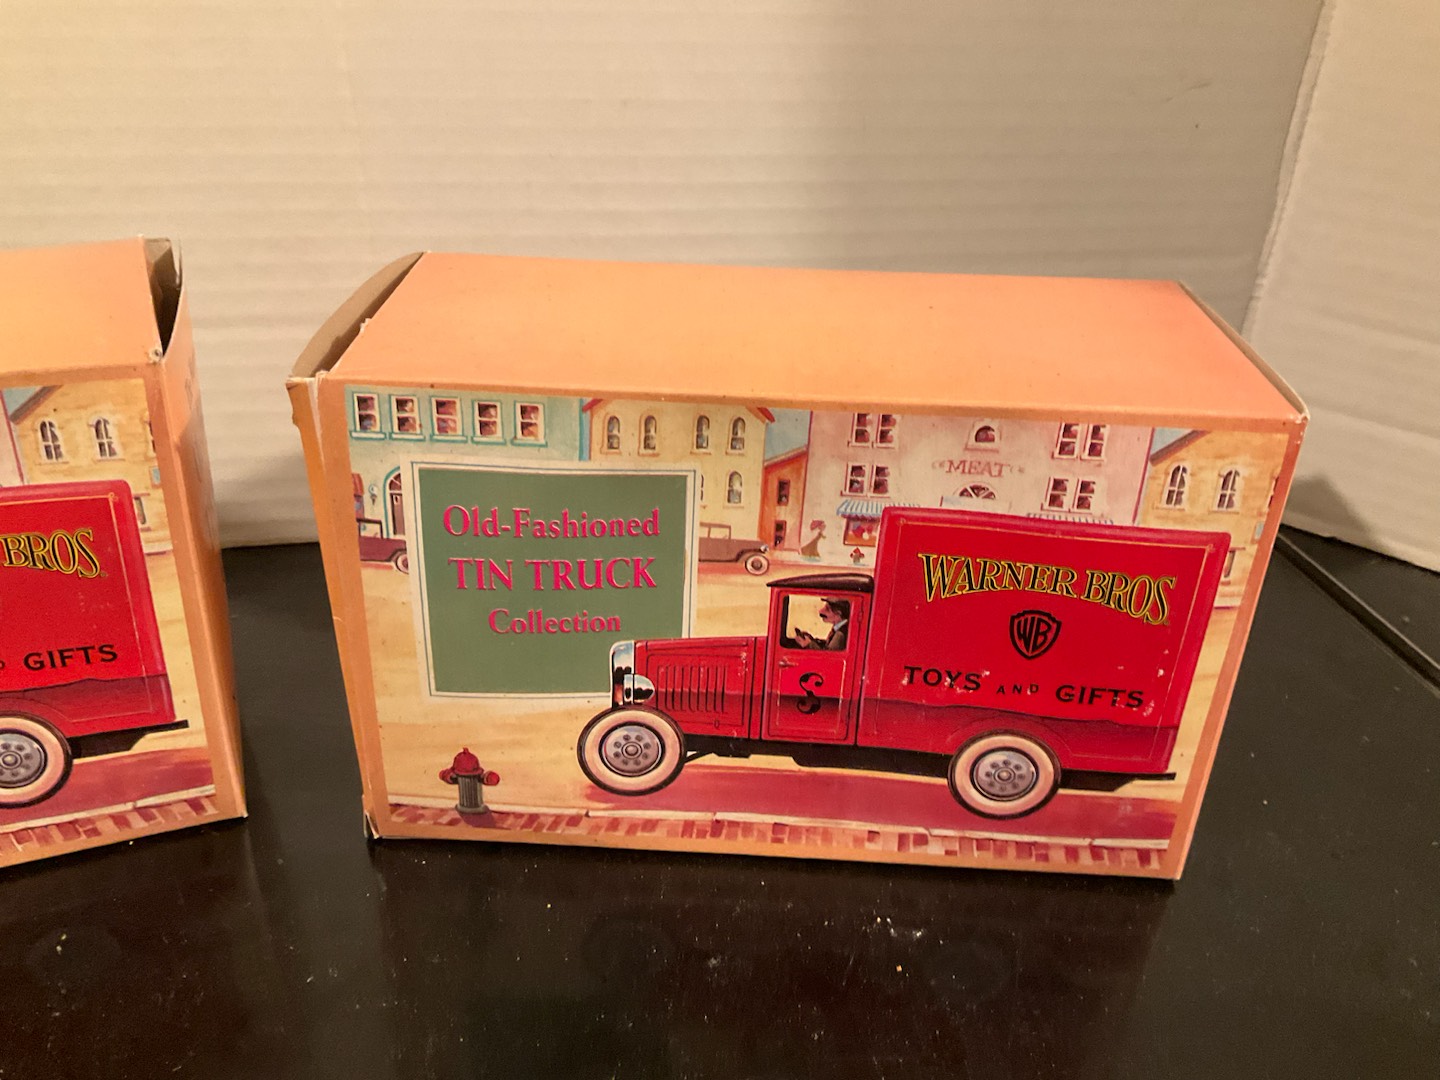 BROS
GIFTS
Old-Fashioned
TIN TRUCK
Collection
MEAT
WARNER BROS
WB
TOYS AND GIFTS
S